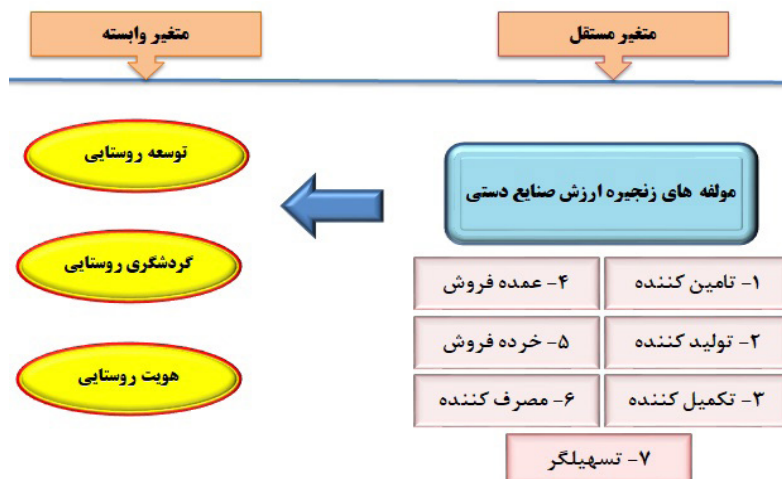 متغیر مستقل
متغیر وابسته
مولفه های زنجیره ارزش صنایع دستی
۱- تامین کننده
۴- عمده فروش
۲- تولید کننده
۵- خرده فروش
۳- تکمیل کننده
۶- مصرف کننده
۷- تسهیلگر
توسعه روستایی
گردشگری روستایی
هویت روستایی